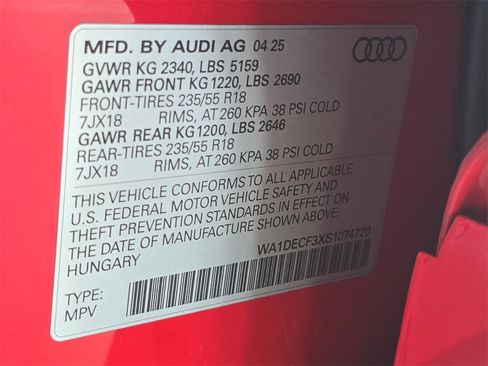 MFD. BY AUDI AG 04 25
GVWR KG 2340, LBS 5159
GAWR FRONT KG 1220, LBS 2690
FRONT-TIRES 235/55 R18
7JX18 RIMS, AT 260 KPA 38 PSI COLD
GAWR REAR KG1200, LBS 2646
REAR-TIRES 235/55 R18
7JX18 RIMS, AT 260 KPA 38 PSI COLD
THIS VEHICLE CONFORMS TO ALL APPLICABLE
U.S. FEDERAL MOTOR VEHICLE SAFETY AND
THEFT PREVENTION STANDARDS IN EFFECT ON
THE DATE OF MANUFACTURE SHOWN ABOVE.
HUNGARY
WA1DECF3XS1074720
TYPE:
MPV